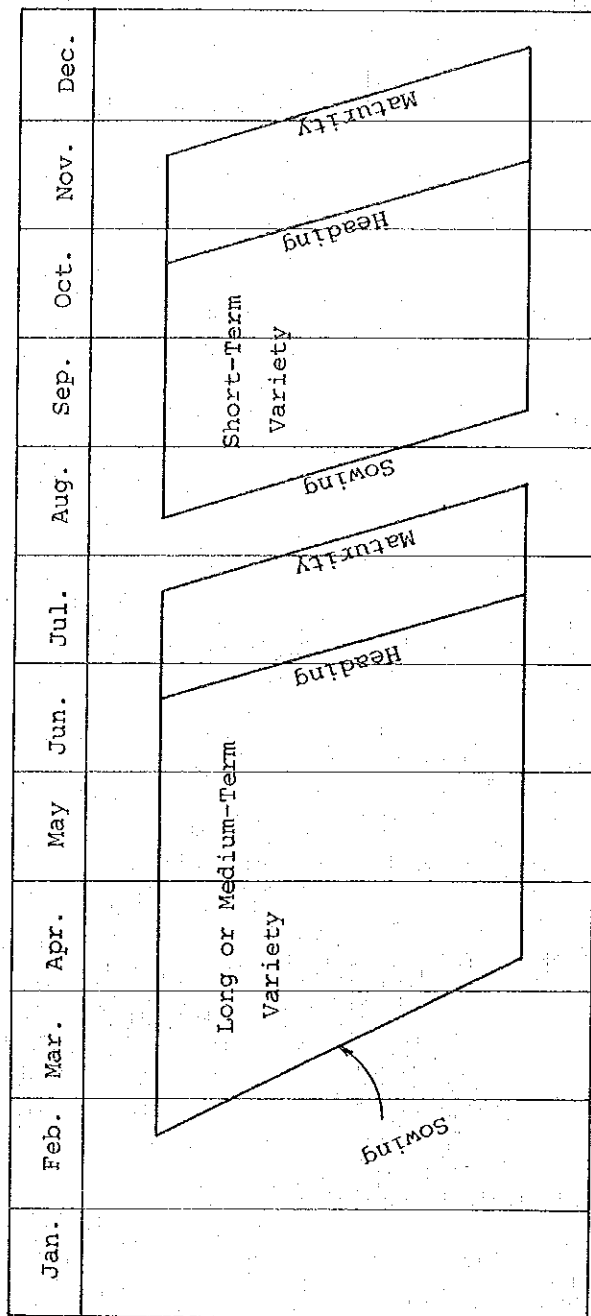 Jan. Feb. Mar. Apr. May Jun. Jul. Aug. Sep. Oct. Nov. Dec.
Long or Medium-Term
Variety
Sowing
Heading
Maturity
Short-Term
Variety
Sowing
Heading
Maturity